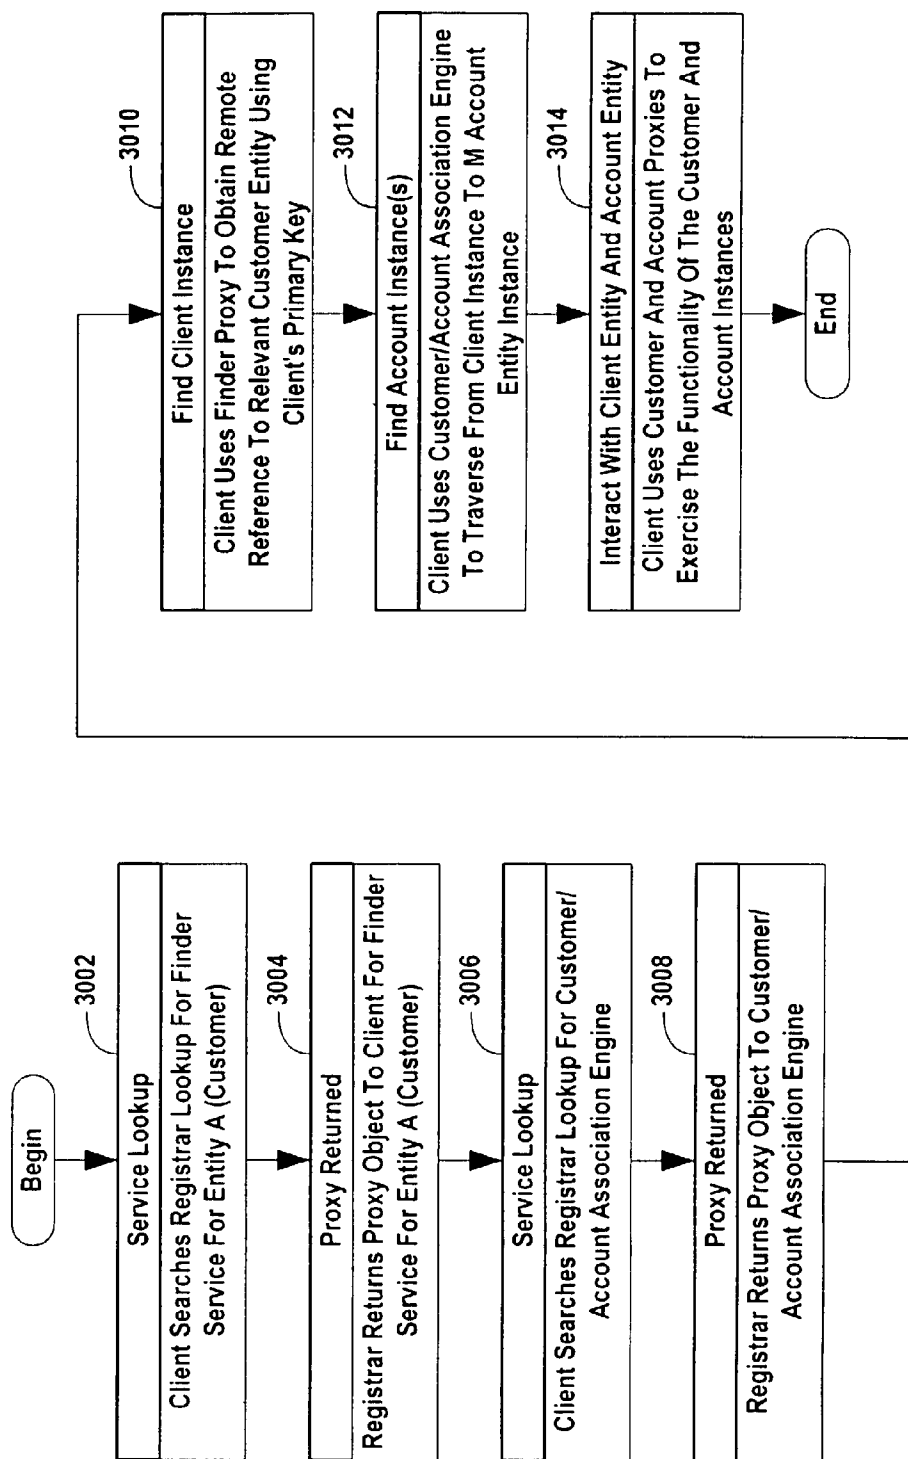 Begin
3002
Service Lookup
Client Searches Registrar Lookup For Finder
Service For Entity A (Customer)
3004
Proxy Returned
Registrar Returns Proxy Object To Client For Finder
Service For Entity A (Customer)
3006
Service Lookup
Client Searches Registrar Lookup For Customer/
Account Association Engine
3008
Proxy Returned
Registrar Returns Proxy Object To Customer/
Account Association Engine
3010
Find Client Instance
Client Uses Finder Proxy To Obtain Remote
Reference To Relevant Customer Entity Using
Client's Primary Key
3012
Find Account Instance(s)
Client Uses Customer/Account Association Engine
To Traverse From Client Instance To M Account
Entity Instance
3014
Interact With Client Entity And Account Entity
Client Uses Customer And Account Proxies To
Exercise The Functionality Of The Customer And
Account Instances
End